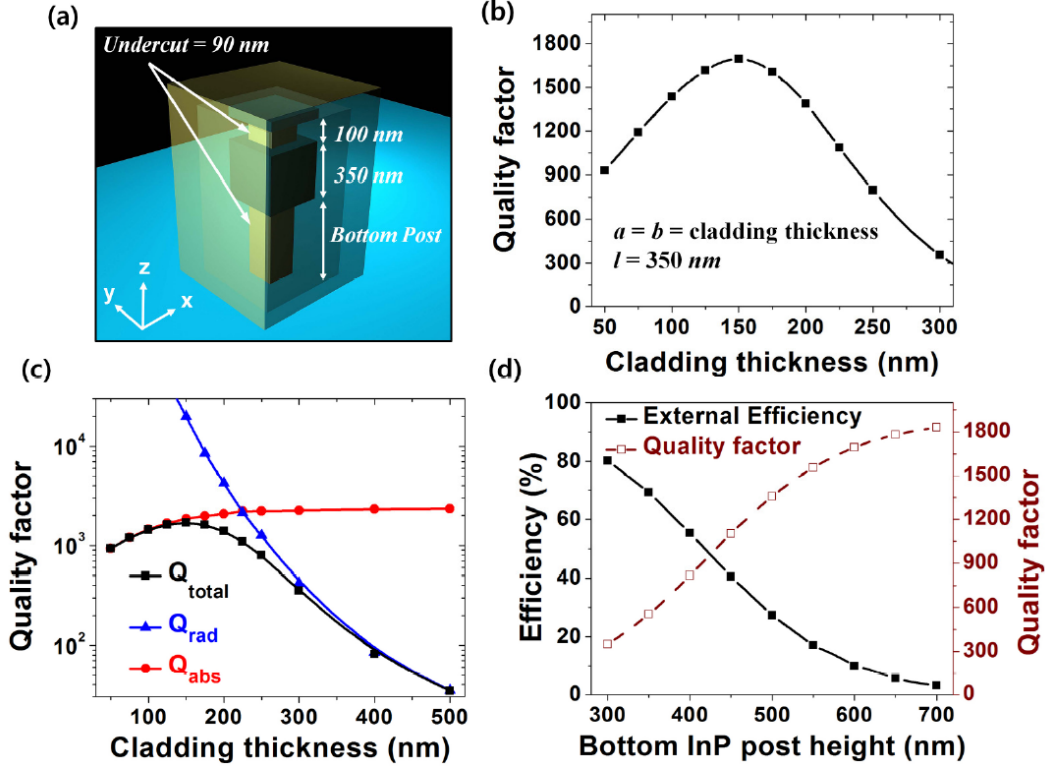 (a)
Undercut = 90 nm
100 nm
350 nm
Bottom Post
z
y
x
(b)
Quality factor
1800
1500
1200
900
600
300
0
a = b = cladding thickness
l = 350 nm
50 100 150 200 250 300
Cladding thickness (nm)
(c)
Quality factor
10^4
10^3
10^2
Q_total
Q_rad
Q_abs
100 200 300 400 500
Cladding thickness (nm)
(d)
Efficiency (%)
100
80
60
40
20
0
External Efficiency
Quality factor
1800
1500
1200
900
600
300
0
Quality factor
300 400 500 600 700
Bottom InP post height (nm)